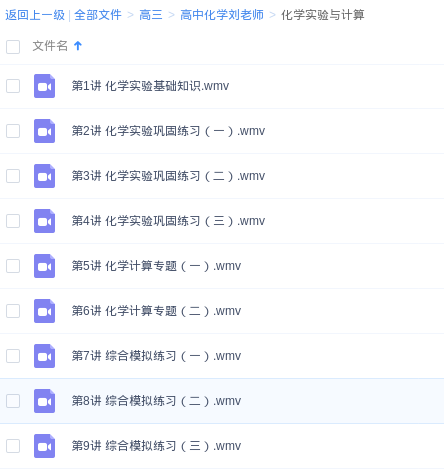 返回上一级 | 全部文件 > 高三 > 高中化学刘老师 > 化学实验与计算
文件名
第1讲 化学实验基础知识.wmv
第2讲 化学实验巩固练习（一）.wmv
第3讲 化学实验巩固练习（二）.wmv
第4讲 化学实验巩固练习（三）.wmv
第5讲 化学计算专题（一）.wmv
第6讲 化学计算专题（二）.wmv
第7讲 综合模拟练习（一）.wmv
第8讲 综合模拟练习（二）.wmv
第9讲 综合模拟练习（三）.wmv